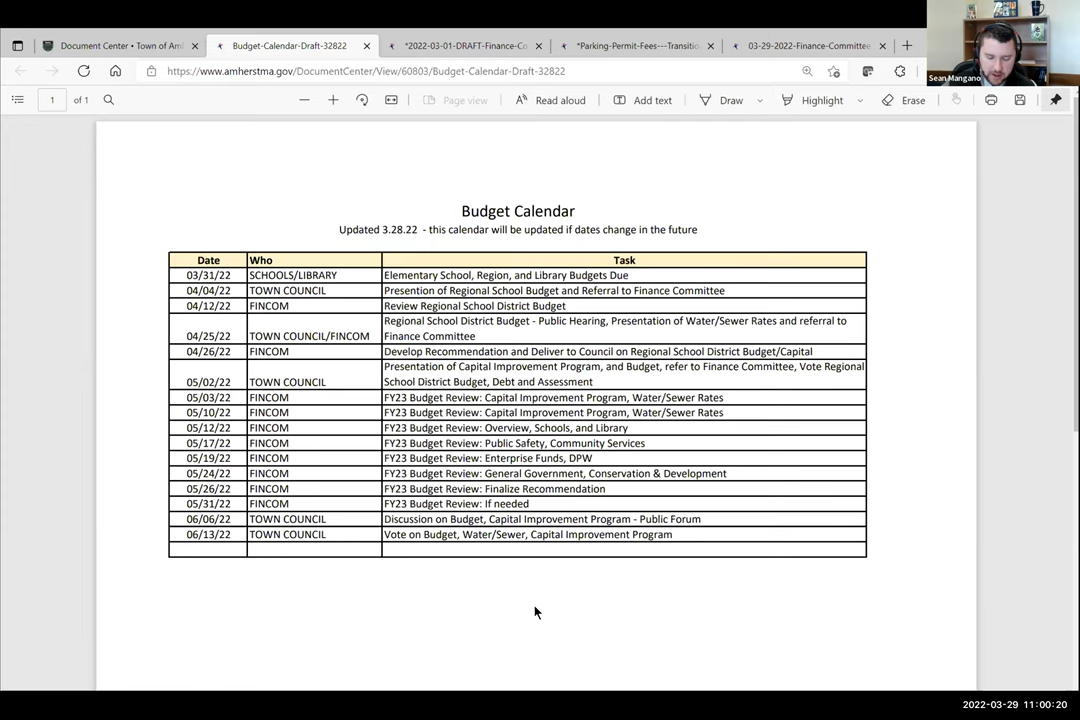 Document Center • Town of Aml
Budget-Calendar-Draft-32822
*2022-03-01-DRAFT-Finance-Co
*Parking-Permit-Fees---Transitio
03-29-2022-Finance-Committee
Sean Mangano
https://www.amherstma.gov/DocumentCenter/View/60803/Budget-Calendar-Draft-32822
1 of 1
Page view
Read aloud
Add text
Draw
Highlight
Erase
Budget Calendar
Updated 3.28.22 - this calendar will be updated if dates change in the future
Date Who Task
03/31/22 SCHOOLS/LIBRARY Elementary School, Region, and Library Budgets Due
04/04/22 TOWN COUNCIL Presention of Regional School Budget and Referral to Finance Committee
04/12/22 FINCOM Review Regional School District Budget
Regional School District Budget - Public Hearing, Presentation of Water/Sewer Rates and referral to
04/25/22 TOWN COUNCIL/FINCOM Finance Committee
04/26/22 FINCOM Develop Recommendation and Deliver to Council on Regional School District Budget/Capital
Presentation of Capital Improvement Program, and Budget, refer to Finance Committee, Vote Regional
05/02/22 TOWN COUNCIL School District Budget, Debt and Assessment
05/03/22 FINCOM FY23 Budget Review: Capital Improvement Program, Water/Sewer Rates
05/10/22 FINCOM FY23 Budget Review: Capital Improvement Program, Water/Sewer Rates
05/12/22 FINCOM FY23 Budget Review: Overview, Schools, and Library
05/17/22 FINCOM FY23 Budget Review: Public Safety, Community Services
05/19/22 FINCOM FY23 Budget Review: Enterprise Funds, DPW
05/24/22 FINCOM FY23 Budget Review: General Government, Conservation & Development
05/26/22 FINCOM FY23 Budget Review: Finalize Recommendation
05/31/22 FINCOM FY23 Budget Review: If needed
06/06/22 TOWN COUNCIL Discussion on Budget, Capital Improvement Program - Public Forum
06/13/22 TOWN COUNCIL Vote on Budget, Water/Sewer, Capital Improvement Program
2022-03-29 11:00:20